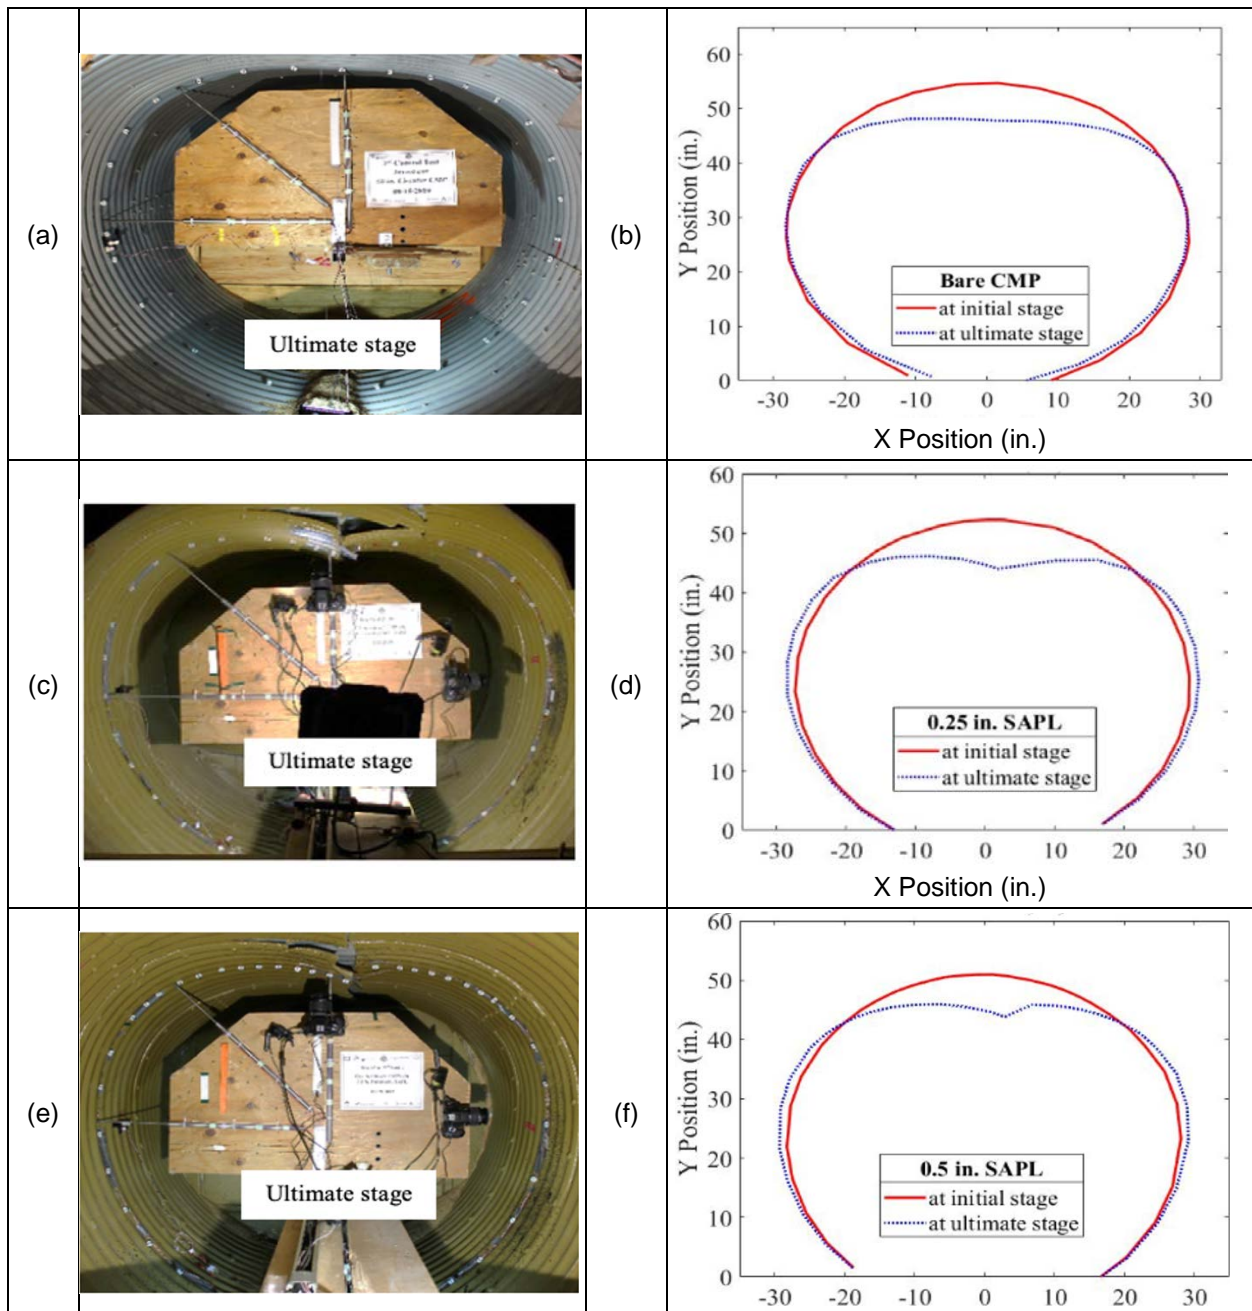 (a)
Ultimate stage
(b)
Y Position (in.)
60
50
40
30
20
10
0
Bare CMP
at initial stage
at ultimate stage
-30 -20 -10 0 10 20 30
X Position (in.)
(c)
Ultimate stage
(d)
Y Position (in.)
60
50
40
30
20
10
0
0.25 in. SAPL
at initial stage
at ultimate stage
-30 -20 -10 0 10 20 30
X Position (in.)
(e)
Ultimate stage
(f)
Y Position (in.)
60
50
40
30
20
10
0
0.5 in. SAPL
at initial stage
at ultimate stage
-30 -20 -10 0 10 20 30